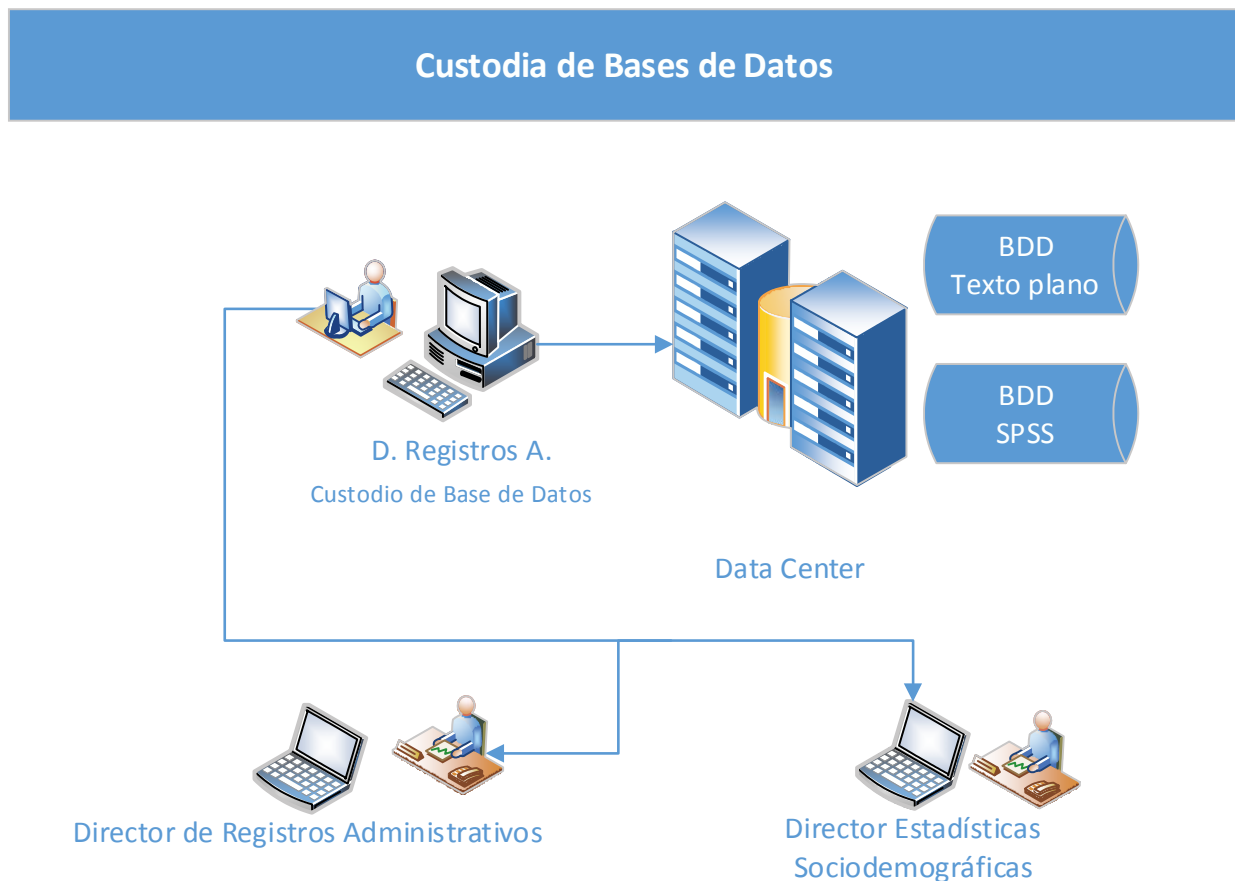 Custodia de Bases de Datos
BDD
Texto plano
BDD
SPSS
D. Registros A.
Custodio de Base de Datos
Data Center
Director de Registros Administrativos
Director Estadísticas
Sociodemográficas